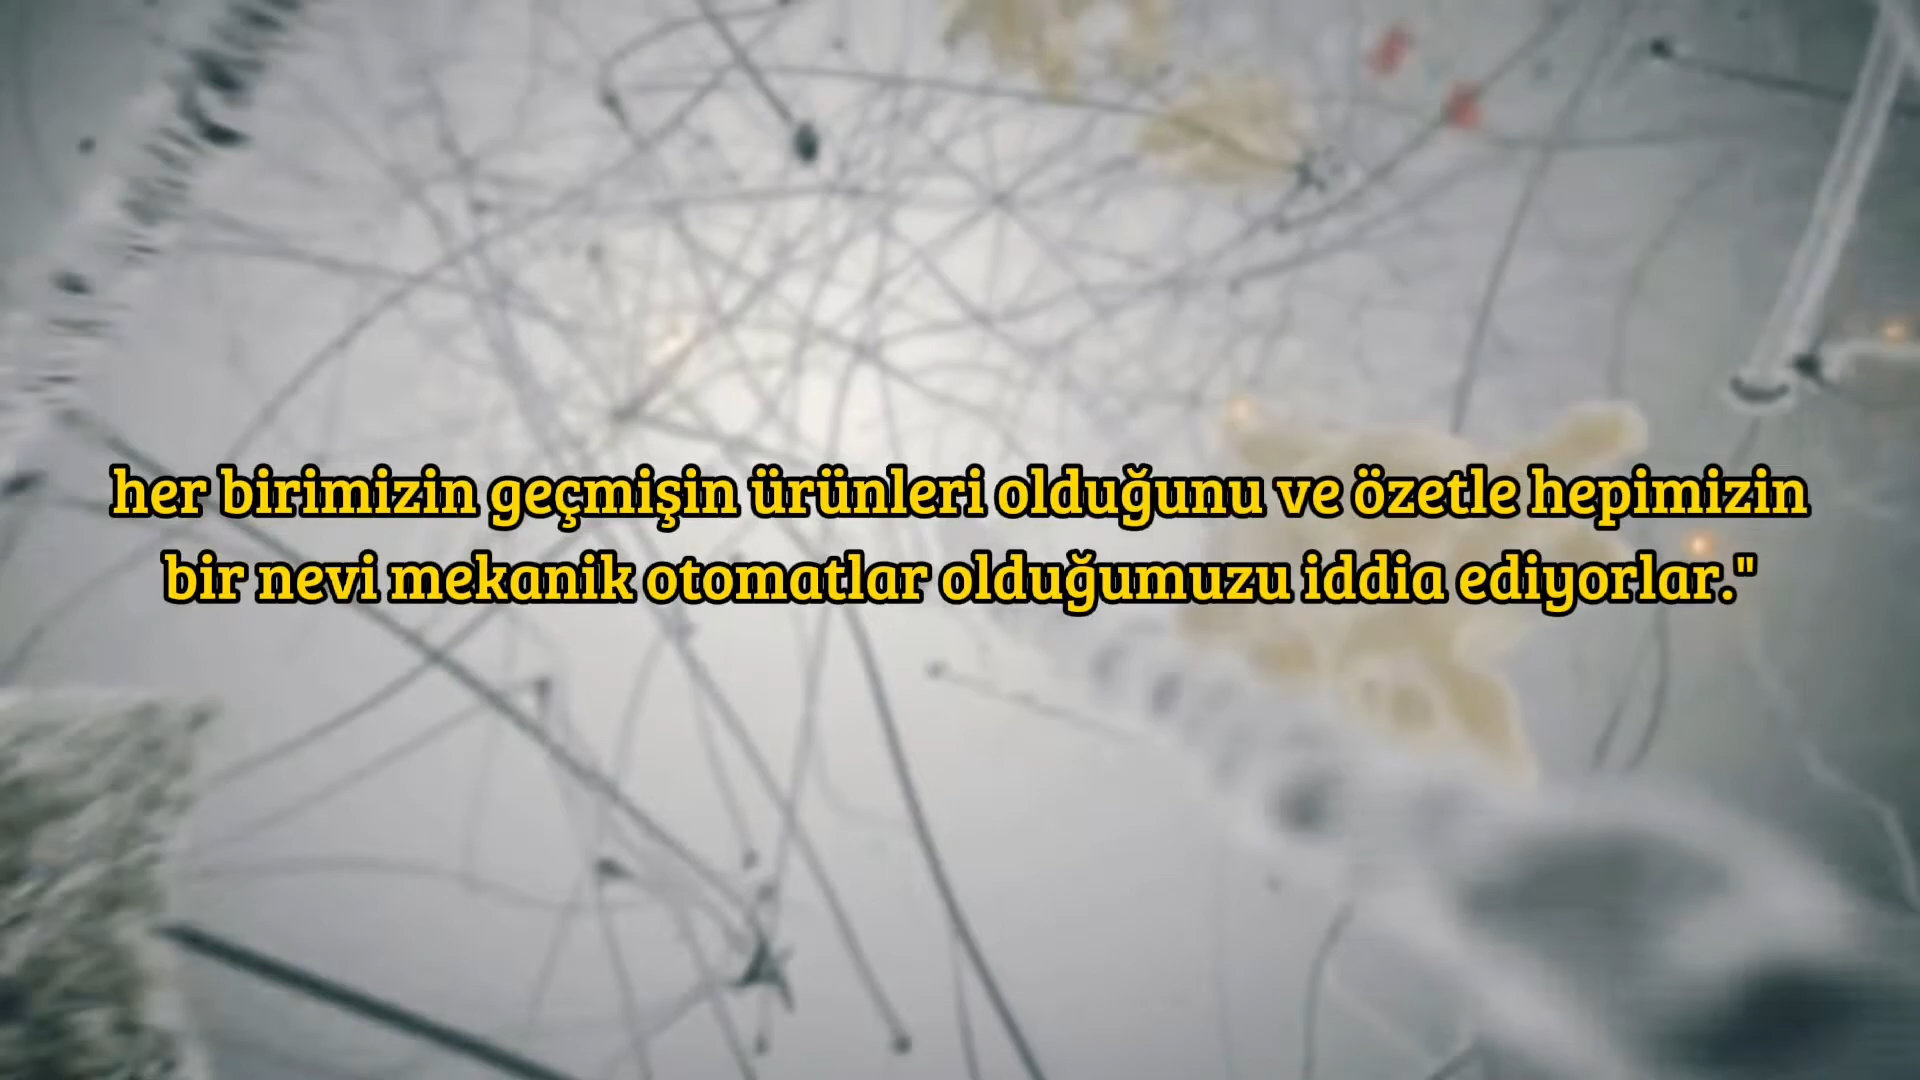 her birimizin geçmişin ürünleri olduğunu ve özetle hepimizin
bir nevi mekanik otomatlar olduğumuzu iddia ediyorlar."